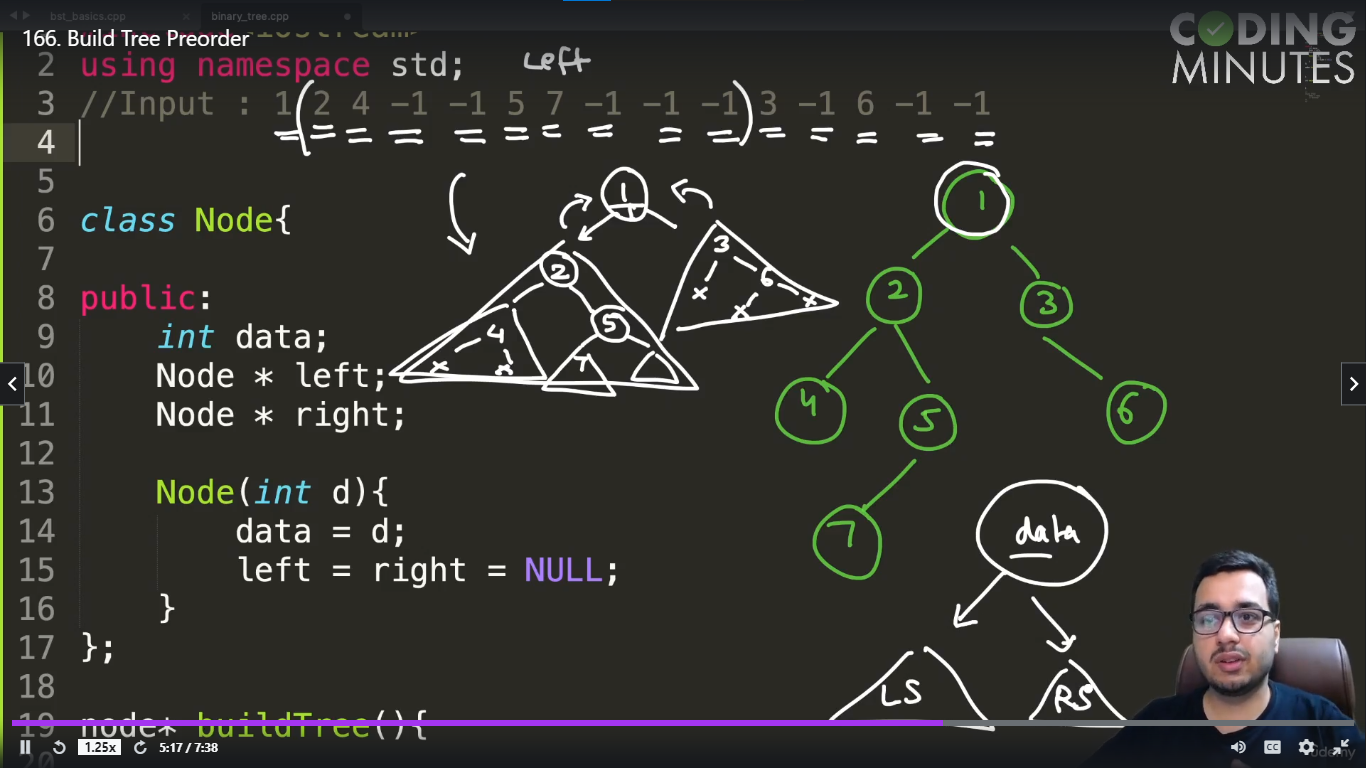 bst_basics.cpp × binary_tree.cpp
166. Build Tree Preorder
CODING
MINUTES
2 using namespace std; Left
3 //Input : 1 ( 2 4 -1 -1 5 7 -1 -1 -1 ) 3 -1 6 -1 -1
4
5
6 class Node{
7
8 public:
9 int data;
10 Node * left;
11 Node * right;
12
13 Node(int d){
14 data = d;
15 left = right = NULL;
16 }
17 };
18
19 node* buildTree(){
20
1
2 3
4 5 6
x x 7 x x x
1
2 3
4 5 6
7
data
LS RS
1.25x 5:17 / 7:38 CC
udemy